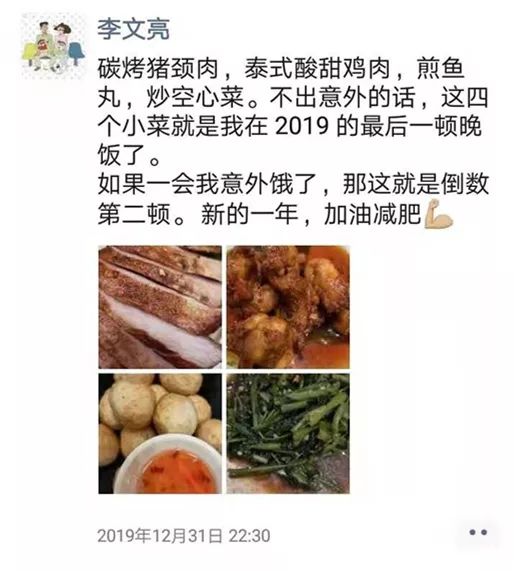 李文亮
碳烤猪颈肉，泰式酸甜鸡肉，煎鱼
丸，炒空心菜。不出意外的话，这四
个小菜就是我在 2019 的最后一顿晚
饭了。
如果一会我意外饿了，那这就是倒数
第二顿。新的一年，加油减肥💪🏼
2019年12月31日 22:30